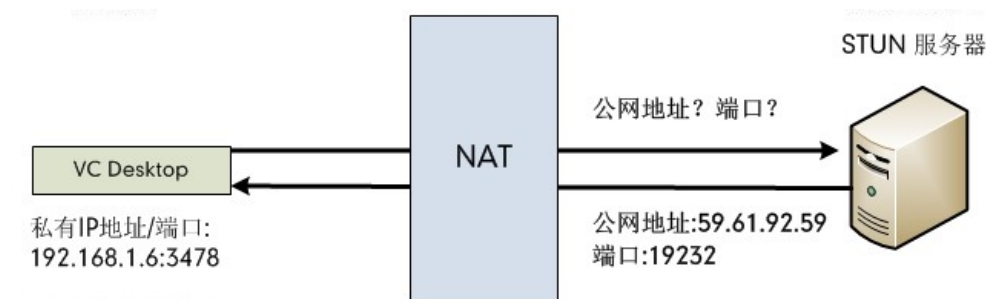 STUN 服务器
公网地址？端口？
NAT
VC Desktop
私有IP地址/端口:
192.168.1.6:3478
公网地址:59.61.92.59
端口:19232